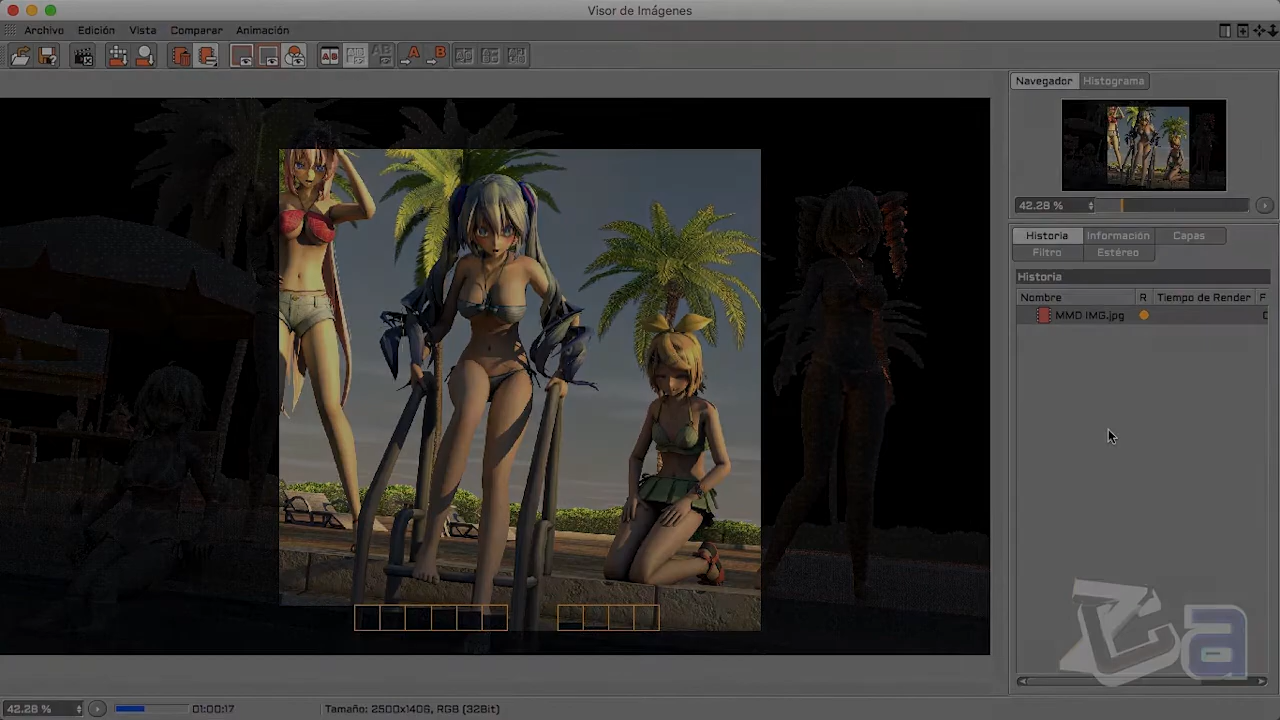 Visor de Imágenes
Archivo Edición Vista Comparar Animación
Navegador Histograma
42.28 %
Historia Información Capas
Filtro Estéreo
Historia
Nombre R Tiempo de Render F
MMD IMG.jpg
42.28 % 01:00:17 Tamaño: 2500x1406, RGB (32Bit)